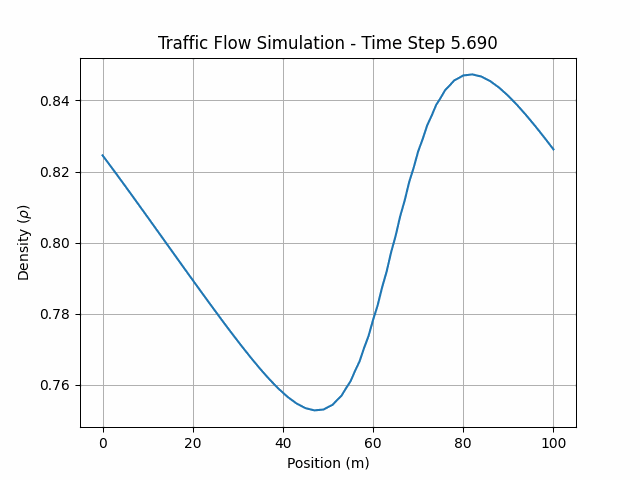 Traffic Flow Simulation - Time Step 5.690
Density (ρ)
0.84
0.82
0.80
0.78
0.76
0 20 40 60 80 100
Position (m)